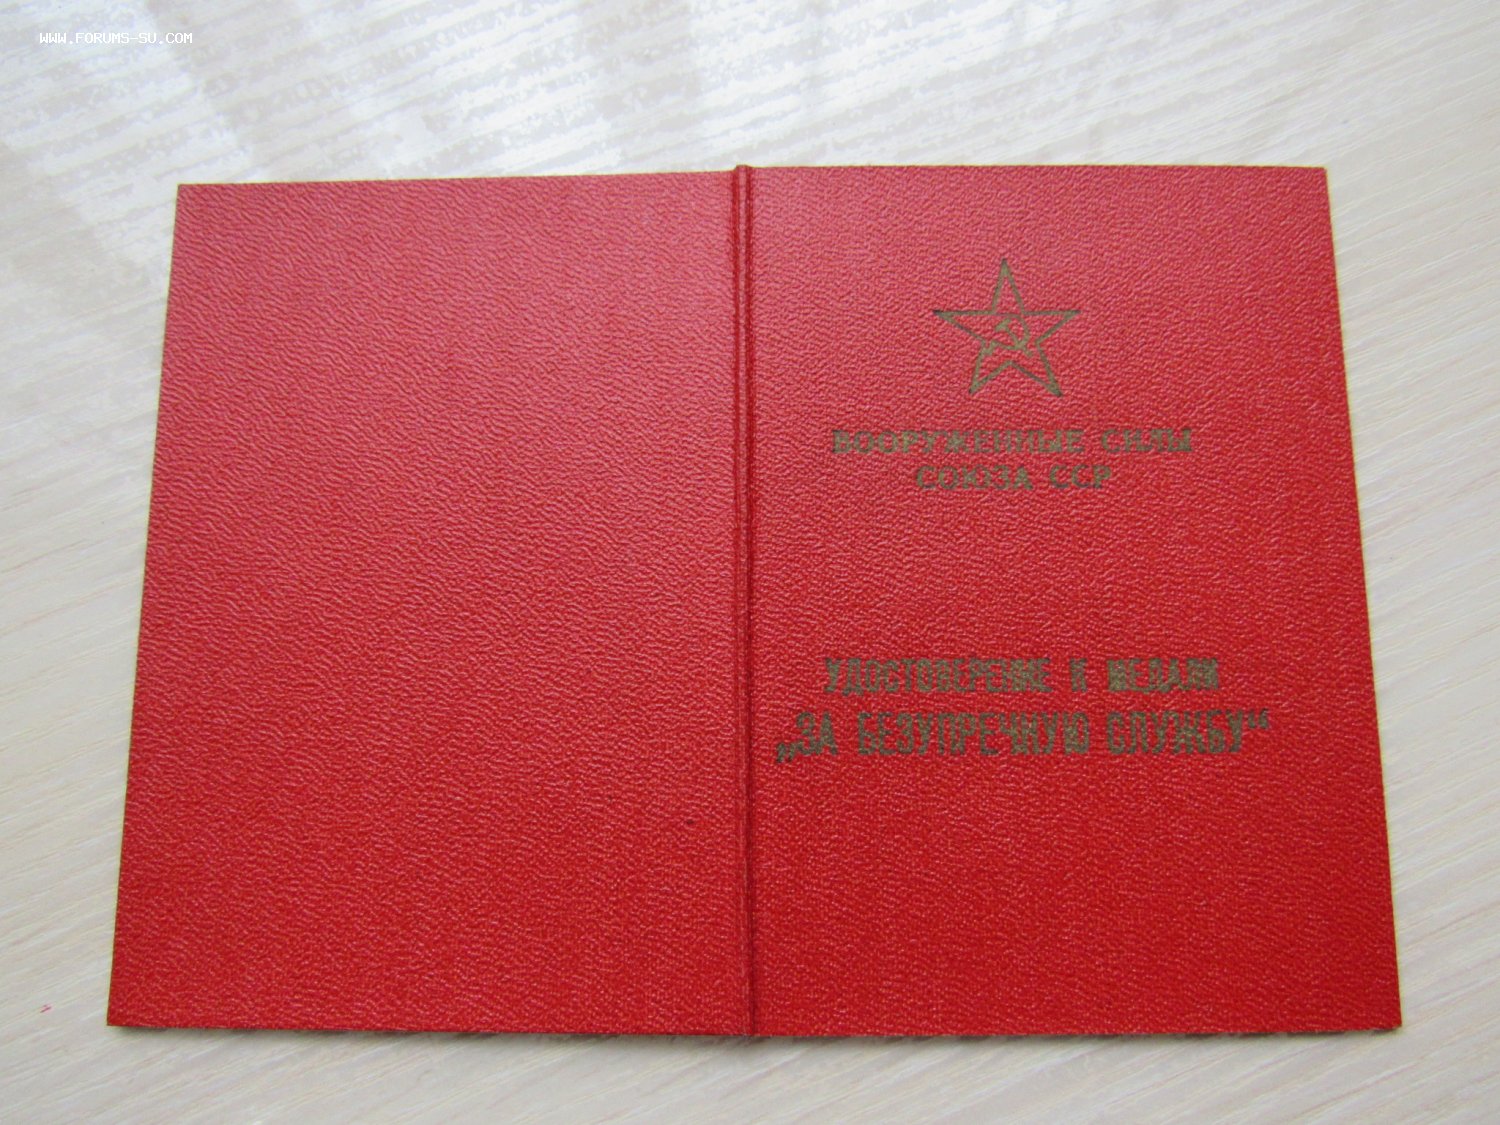 WWW.FORUMS-SU.COM
ВООРУЖЕННЫЕ СИЛЫ
СОЮЗА ССР
УДОСТОВЕРЕНИЕ К МЕДАЛИ
„ЗА БЕЗУПРЕЧНУЮ СЛУЖБУ“